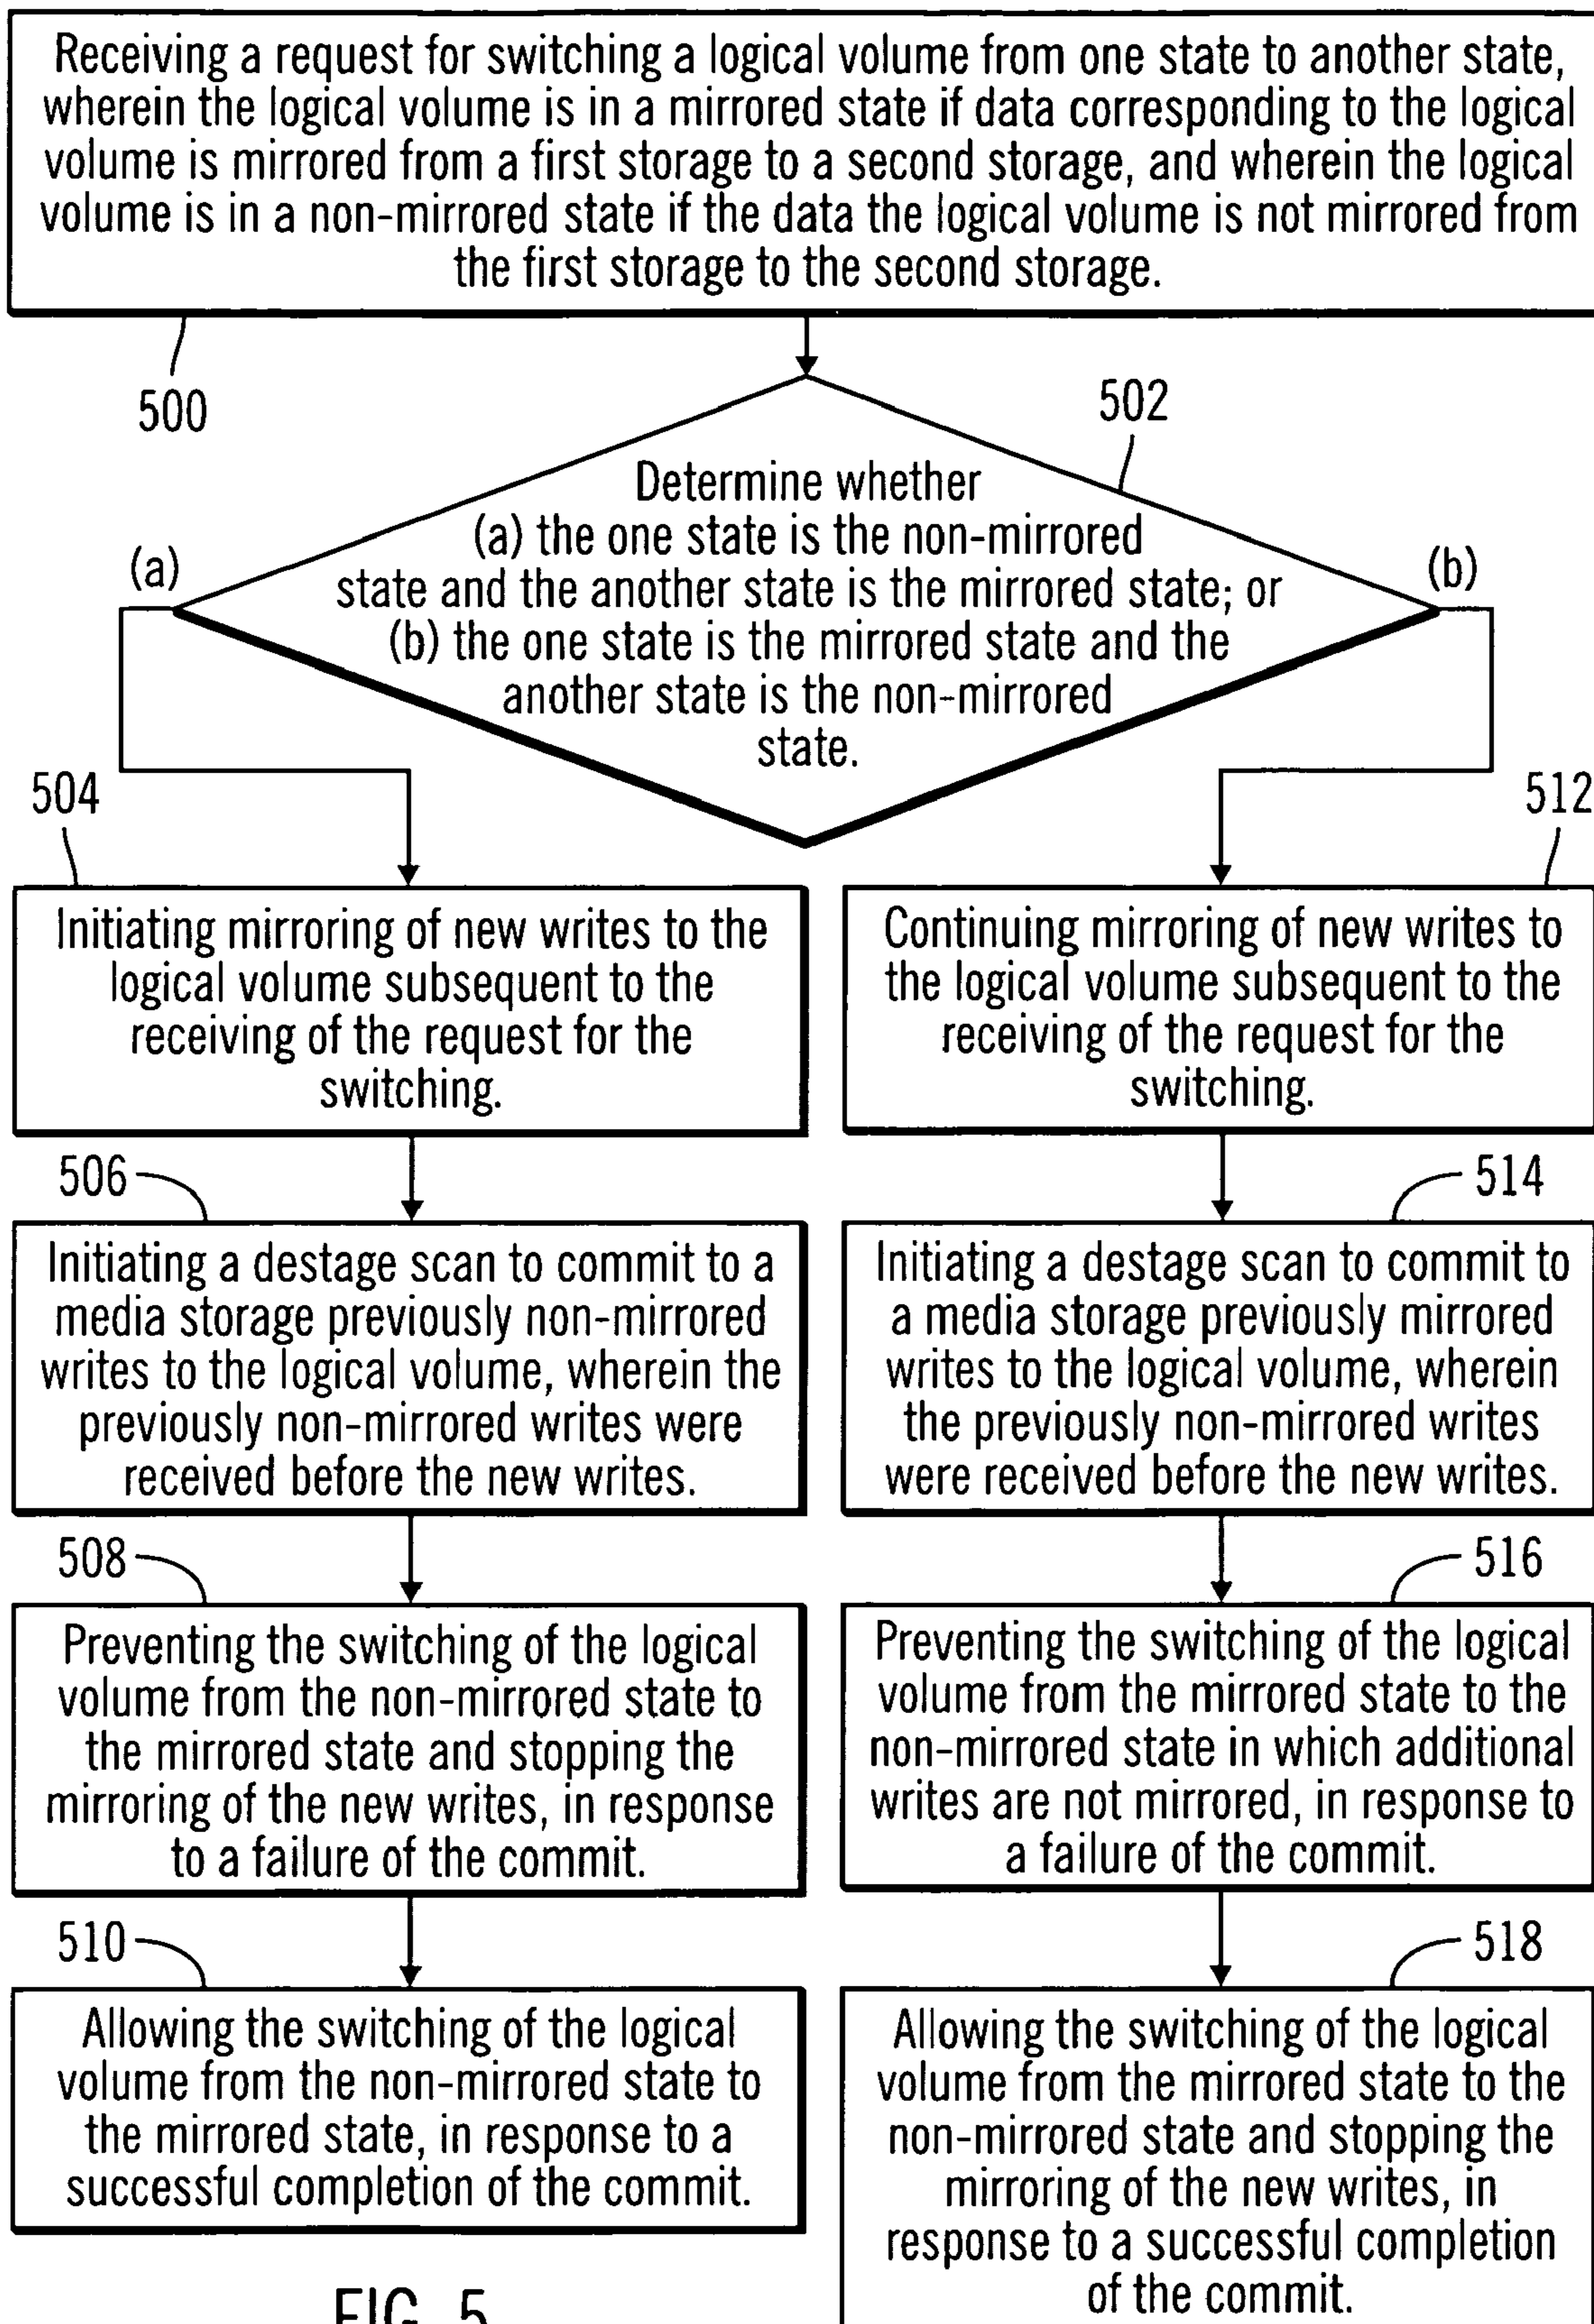 Receiving a request for switching a logical volume from one state to another state,
wherein the logical volume is in a mirrored state if data corresponding to the logical
volume is mirrored from a first storage to a second storage, and wherein the logical
volume is in a non-mirrored state if the data the logical volume is not mirrored from
the first storage to the second storage.
500
502
Determine whether
(a) the one state is the non-mirrored
state and the another state is the mirrored state; or
(b) the one state is the mirrored state and the
another state is the non-mirrored
state.
(a)
(b)
504
Initiating mirroring of new writes to the
logical volume subsequent to the
receiving of the request for the
switching.
506
Initiating a destage scan to commit to a
media storage previously non-mirrored
writes to the logical volume, wherein the
previously non-mirrored writes were
received before the new writes.
508
Preventing the switching of the logical
volume from the non-mirrored state to
the mirrored state and stopping the
mirroring of the new writes, in response
to a failure of the commit.
510
Allowing the switching of the logical
volume from the non-mirrored state to
the mirrored state, in response to a
successful completion of the commit.
512
Continuing mirroring of new writes to
the logical volume subsequent to the
receiving of the request for the
switching.
514
Initiating a destage scan to commit to
a media storage previously mirrored
writes to the logical volume, wherein
the previously non-mirrored writes
were received before the new writes.
516
Preventing the switching of the logical
volume from the mirrored state to the
non-mirrored state in which additional
writes are not mirrored, in response to
a failure of the commit.
518
Allowing the switching of the logical
volume from the mirrored state to the
non-mirrored state and stopping the
mirroring of the new writes, in
response to a successful completion
of the commit.
FIG. 5